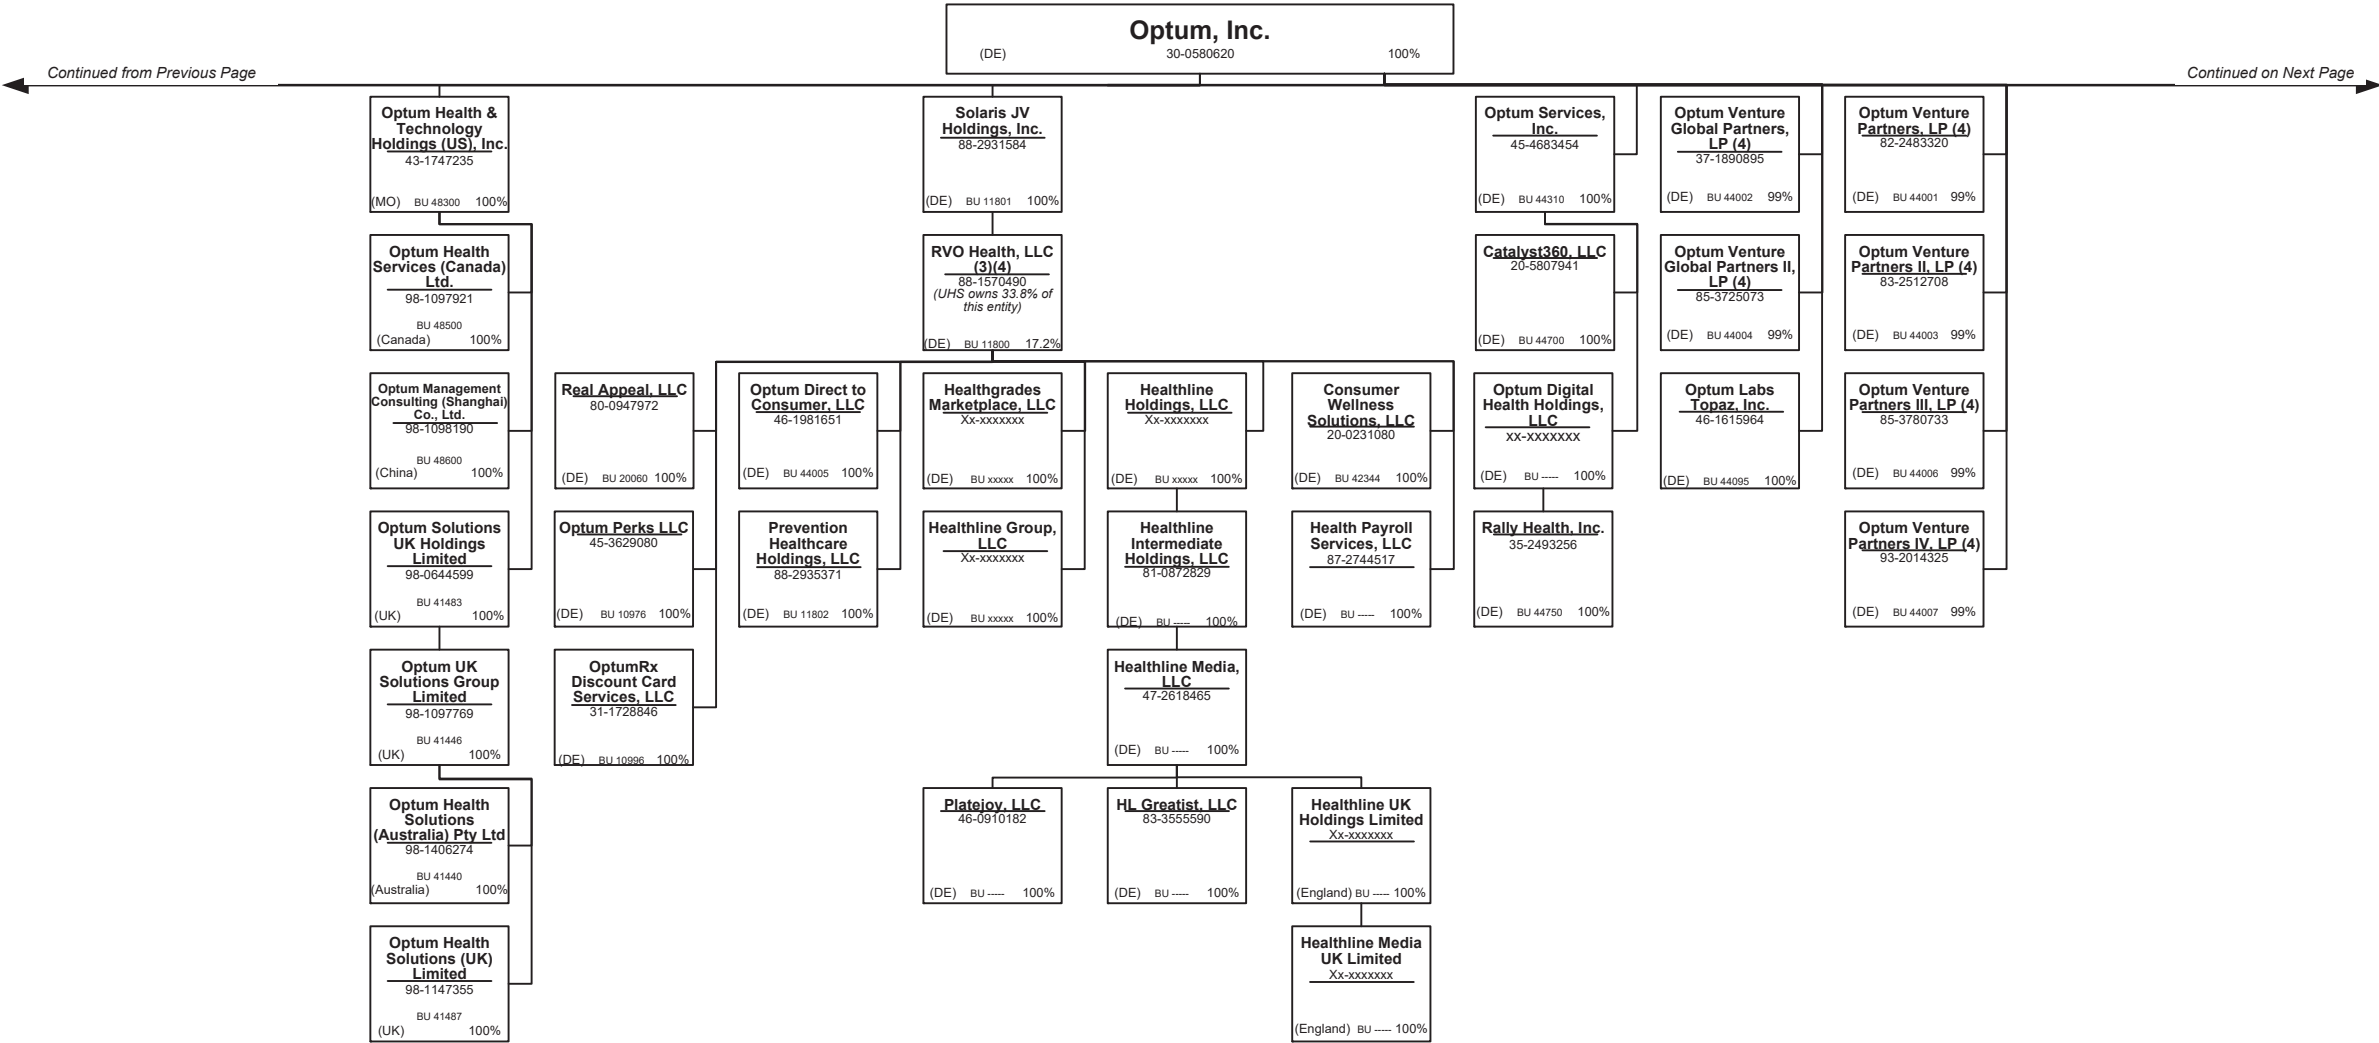 Optum, Inc.
(DE) 30-0580620 100%
Continued from Previous Page
Continued on Next Page
Optum Health &
Technology
Holdings (US), Inc.
43-1747235
(MO) BU 48300 100%
Solaris JV
Holdings, Inc.
88-2931584
(DE) BU 11801 100%
Optum Services,
Inc.
45-4683454
(DE) BU 44310 100%
Optum Venture
Global Partners,
LP (4)
37-1890895
(DE) BU 44002 99%
Optum Venture
Partners, LP (4)
82-2483320
(DE) BU 44001 99%
Optum Health
Services (Canada)
Ltd.
98-1097921
BU 48500
(Canada) 100%
RVO Health, LLC
(3)(4)
88-1570490
(UHS owns 33.8% of
this entity)
(DE) BU 11800 17.2%
Catalyst360, LLC
20-5807941
(DE) BU 44700 100%
Optum Venture
Global Partners II,
LP (4)
85-3725073
(DE) BU 44004 99%
Optum Venture
Partners II, LP (4)
83-2512708
(DE) BU 44003 99%
Optum Management
Consulting (Shanghai)
Co., Ltd.
98-1098190
BU 48600
(China) 100%
Real Appeal, LLC
80-0947972
(DE) BU 20060 100%
Optum Direct to
Consumer, LLC
46-1981651
(DE) BU 44005 100%
Healthgrades
Marketplace, LLC
Xx-xxxxxxx
(DE) BU xxxxx 100%
Healthline
Holdings, LLC
Xx-xxxxxxx
(DE) BU xxxxx 100%
Consumer
Wellness
Solutions, LLC
20-0231080
(DE) BU 42344 100%
Optum Digital
Health Holdings,
LLC
xx-xxxxxxx
(DE) BU ----- 100%
Optum Labs
Topaz, Inc.
46-1615964
(DE) BU 44095 100%
Optum Venture
Partners III, LP (4)
85-3780733
(DE) BU 44006 99%
Optum Solutions
UK Holdings
Limited
98-0644599
BU 41483
(UK) 100%
Optum Perks LLC
45-3629080
(DE) BU 10976 100%
Prevention
Healthcare
Holdings, LLC
88-2935371
(DE) BU 11802 100%
Healthline Group,
LLC
Xx-xxxxxxx
(DE) BU xxxxx 100%
Healthline
Intermediate
Holdings, LLC
81-0872829
(DE) BU ----- 100%
Health Payroll
Services, LLC
87-2744517
(DE) BU ----- 100%
Rally Health, Inc.
35-2493256
(DE) BU 44750 100%
Optum Venture
Partners IV, LP (4)
93-2014325
(DE) BU 44007 99%
Optum UK
Solutions Group
Limited
98-1097769
BU 41446
(UK) 100%
OptumRx
Discount Card
Services, LLC
31-1728846
(DE) BU 10996 100%
Healthline Media,
LLC
47-2618465
(DE) BU ----- 100%
Optum Health
Solutions
(Australia) Pty Ltd
98-1406274
BU 41440
(Australia) 100%
Platejoy, LLC
46-0910182
(DE) BU ----- 100%
HL Greatist, LLC
83-3555590
(DE) BU ----- 100%
Healthline UK
Holdings Limited
Xx-xxxxxxx
(England) BU ----- 100%
Optum Health
Solutions (UK)
Limited
98-1147355
BU 41487
(UK) 100%
Healthline Media
UK Limited
Xx-xxxxxxx
(England) BU ----- 100%